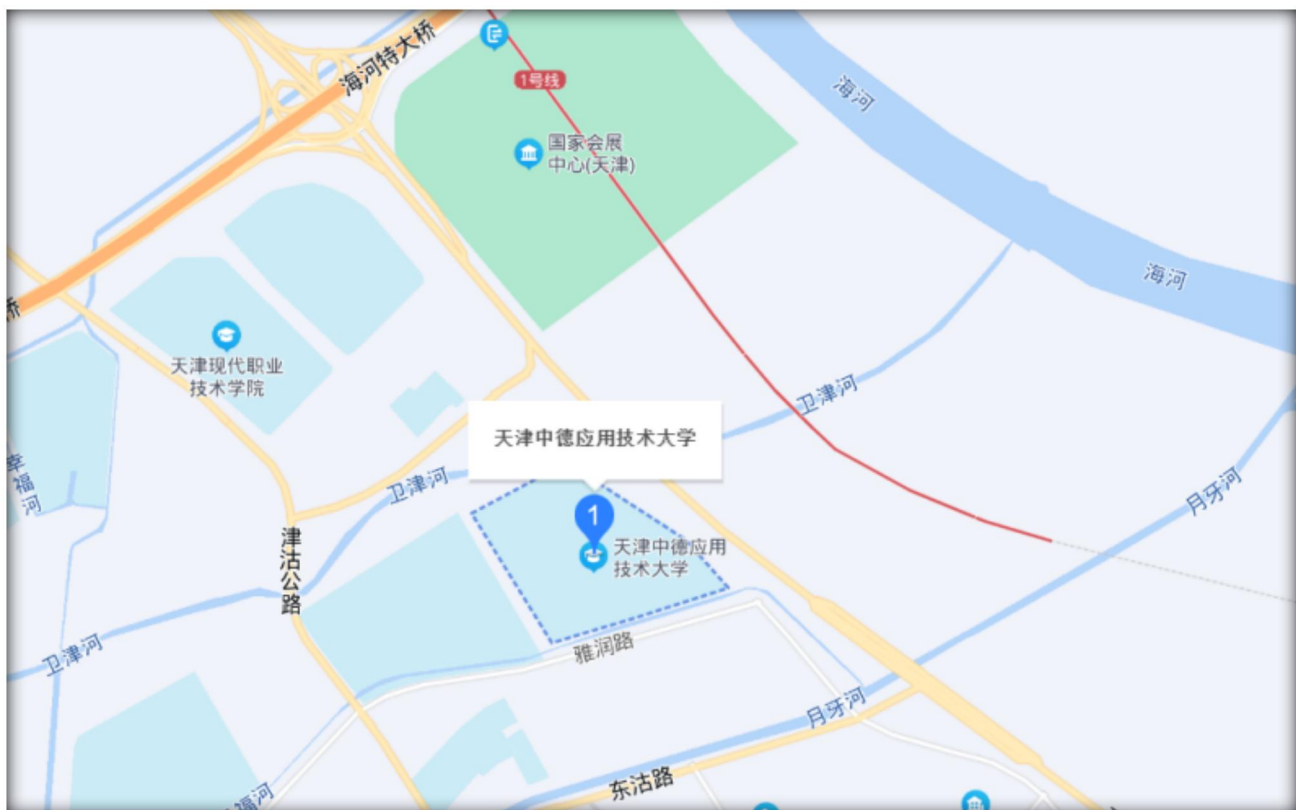 海河特大桥
1号线
海河
国家会展
中心(天津)
海河
桥
天津现代职业
技术学院
卫津河
天津中德应用技术大学
幸福河
卫津河
月牙河
1
津沽公路
天津中德应用
技术大学
卫津河
雅润路
月牙河
东沽路
福河